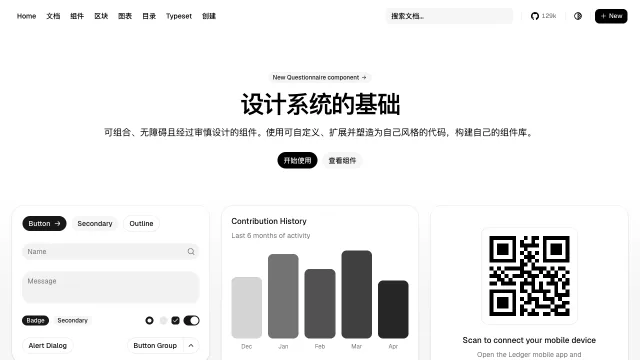 Home 文档 组件 区块 图表 目录 Typeset 创建 搜索文档... 129k + New
New Questionnaire component →
设计系统的基础
可组合、无障碍且经过审慎设计的组件。使用可自定义、扩展并塑造为自己风格的代码，构建自己的组件库。
开始使用 查看组件
Button → Secondary Outline
Name
Message
Badge Secondary
Alert Dialog Button Group
Contribution History
Last 6 months of activity
Dec Jan Feb Mar Apr
Scan to connect your mobile device
Open the Ledger mobile app and